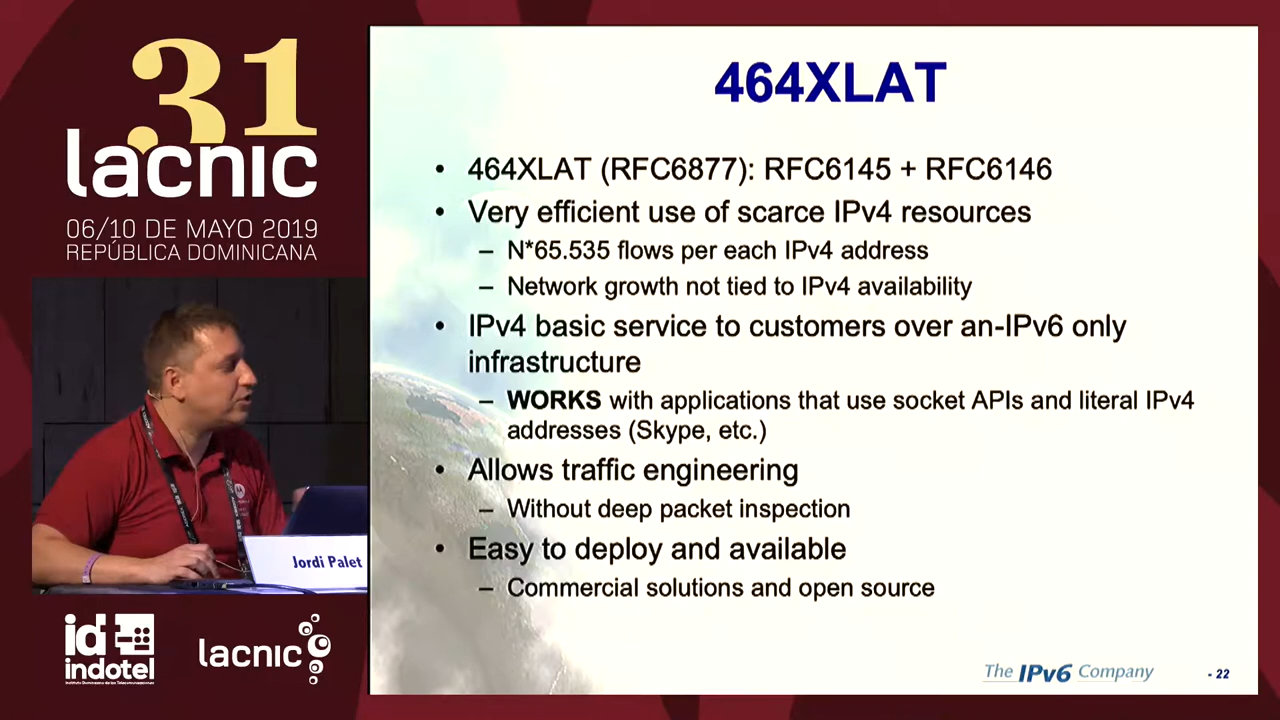 31
lacnic
06/10 DE MAYO 2019
REPÚBLICA DOMINICANA
Jordi Palet
id
indotel
lacnic
464XLAT
• 464XLAT (RFC6877): RFC6145 + RFC6146
• Very efficient use of scarce IPv4 resources
– N*65.535 flows per each IPv4 address
– Network growth not tied to IPv4 availability
• IPv4 basic service to customers over an-IPv6 only
infrastructure
– WORKS with applications that use socket APIs and literal IPv4
addresses (Skype, etc.)
• Allows traffic engineering
– Without deep packet inspection
• Easy to deploy and available
– Commercial solutions and open source
The IPv6 Company
- 22